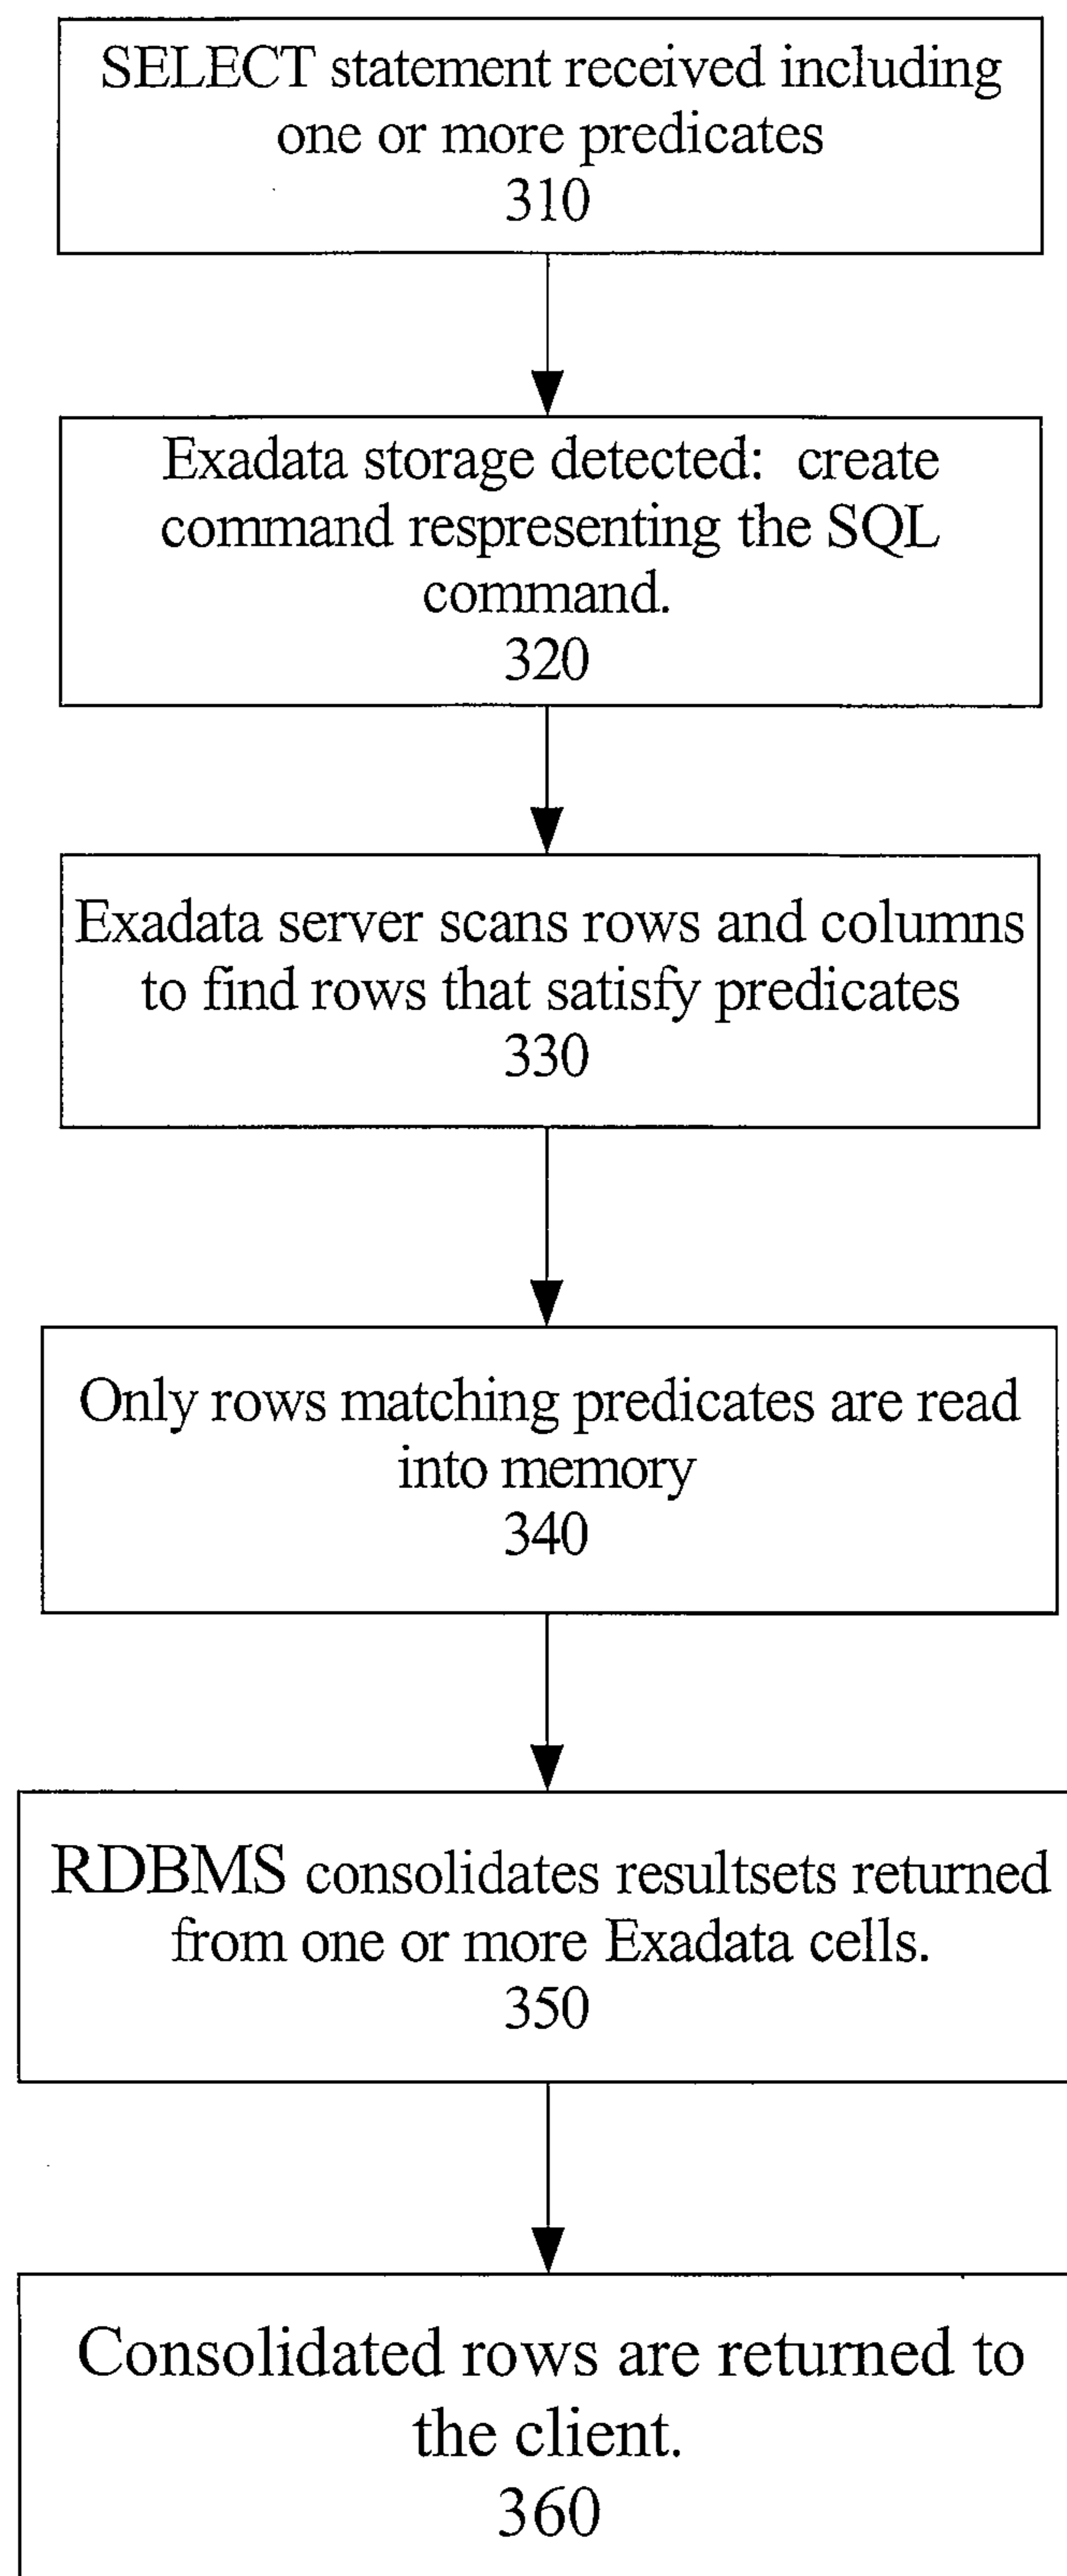 SELECT statement received including
one or more predicates
310
Exadata storage detected:  create
command respresenting the SQL
command.
320
Exadata server scans rows and columns
to find rows that satisfy predicates
330
Only rows matching predicates are read
into memory
340
RDBMS consolidates resultsets returned
from one or more Exadata cells.
350
Consolidated rows are returned to
the client.
360